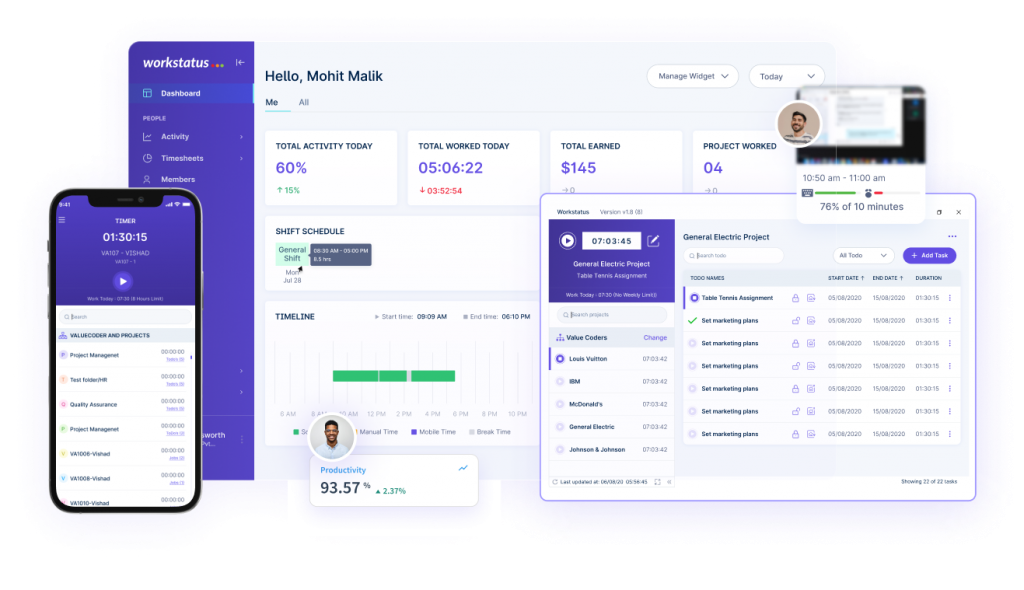 workstatus
Dashboard
PEOPLE
Activity
Timesheets
Members
sworth
Pvt...
Hello, Mohit Malik
Manage Widget
Today
Me
All
TOTAL ACTIVITY TODAY
60%
↑ 15%
TOTAL WORKED TODAY
05:06:22
↓ 03:52:54
TOTAL EARNED
$145
→ 0
PROJECT WORKED
04
→ 0
SHIFT SCHEDULE
General
Shift
08:30 AM - 05:00 PM
8.5 hrs
Mon
Jul 28
TIMELINE
Start time: 09:09 AM
End time: 06:10 PM
6 AM
8 AM
10 AM
12 PM
2 PM
4 PM
6 PM
8 PM
10 PM
Manual Time
Mobile Time
Break Time
Productivity
93.57 %
2.37%
10:50 am - 11:00 am
76% of 10 minutes
9:41
TIMER
01:30:15
VA107 - VISHAD
VA107 - 1
Work Today - 07:30 (8 Hours Limit)
Search
VALUECODER AND PROJECTS
P Project Managenet
00:00:00
T Test folder/HR
00:00:00
Q Quality Assurance
00:00:00
P Project Managenet
00:00:00
V VA1008-Vishad
00:00:00
V VA1008-Vishad
00:00:00
V VA1010-Vishad
00:00:00
Workstatus
Version v1.8 (8)
07:03:45
General Electric Project
Table Tennis Assignment
Work Today - 07:30 (No Weekly Limit)
Search projects
Value Coders
Change
Louis Vuitton 07:03:42
IBM 07:03:42
McDonald's 07:03:42
General Electric 07:03:42
Johnson & Johnson 07:03:42
Last updated at: 06/08/20 05:56:45
General Electric Project
Search todo
All Todo
+ Add Task
TODO NAMES START DATE ↑ END DATE ↑ DURATION
Table Tennis Assignment 05/08/2020 15/08/2020 01:30:15
Set marketing plans 05/08/2020 15/08/2020 01:30:15
Set marketing plans 05/08/2020 15/08/2020 01:30:15
Set marketing plans 05/08/2020 15/08/2020 01:30:15
Set marketing plans 05/08/2020 15/08/2020 01:30:15
Set marketing plans 05/08/2020 15/08/2020 01:30:15
Set marketing plans 05/08/2020 15/08/2020 01:30:15
Showing 22 of 22 tasks